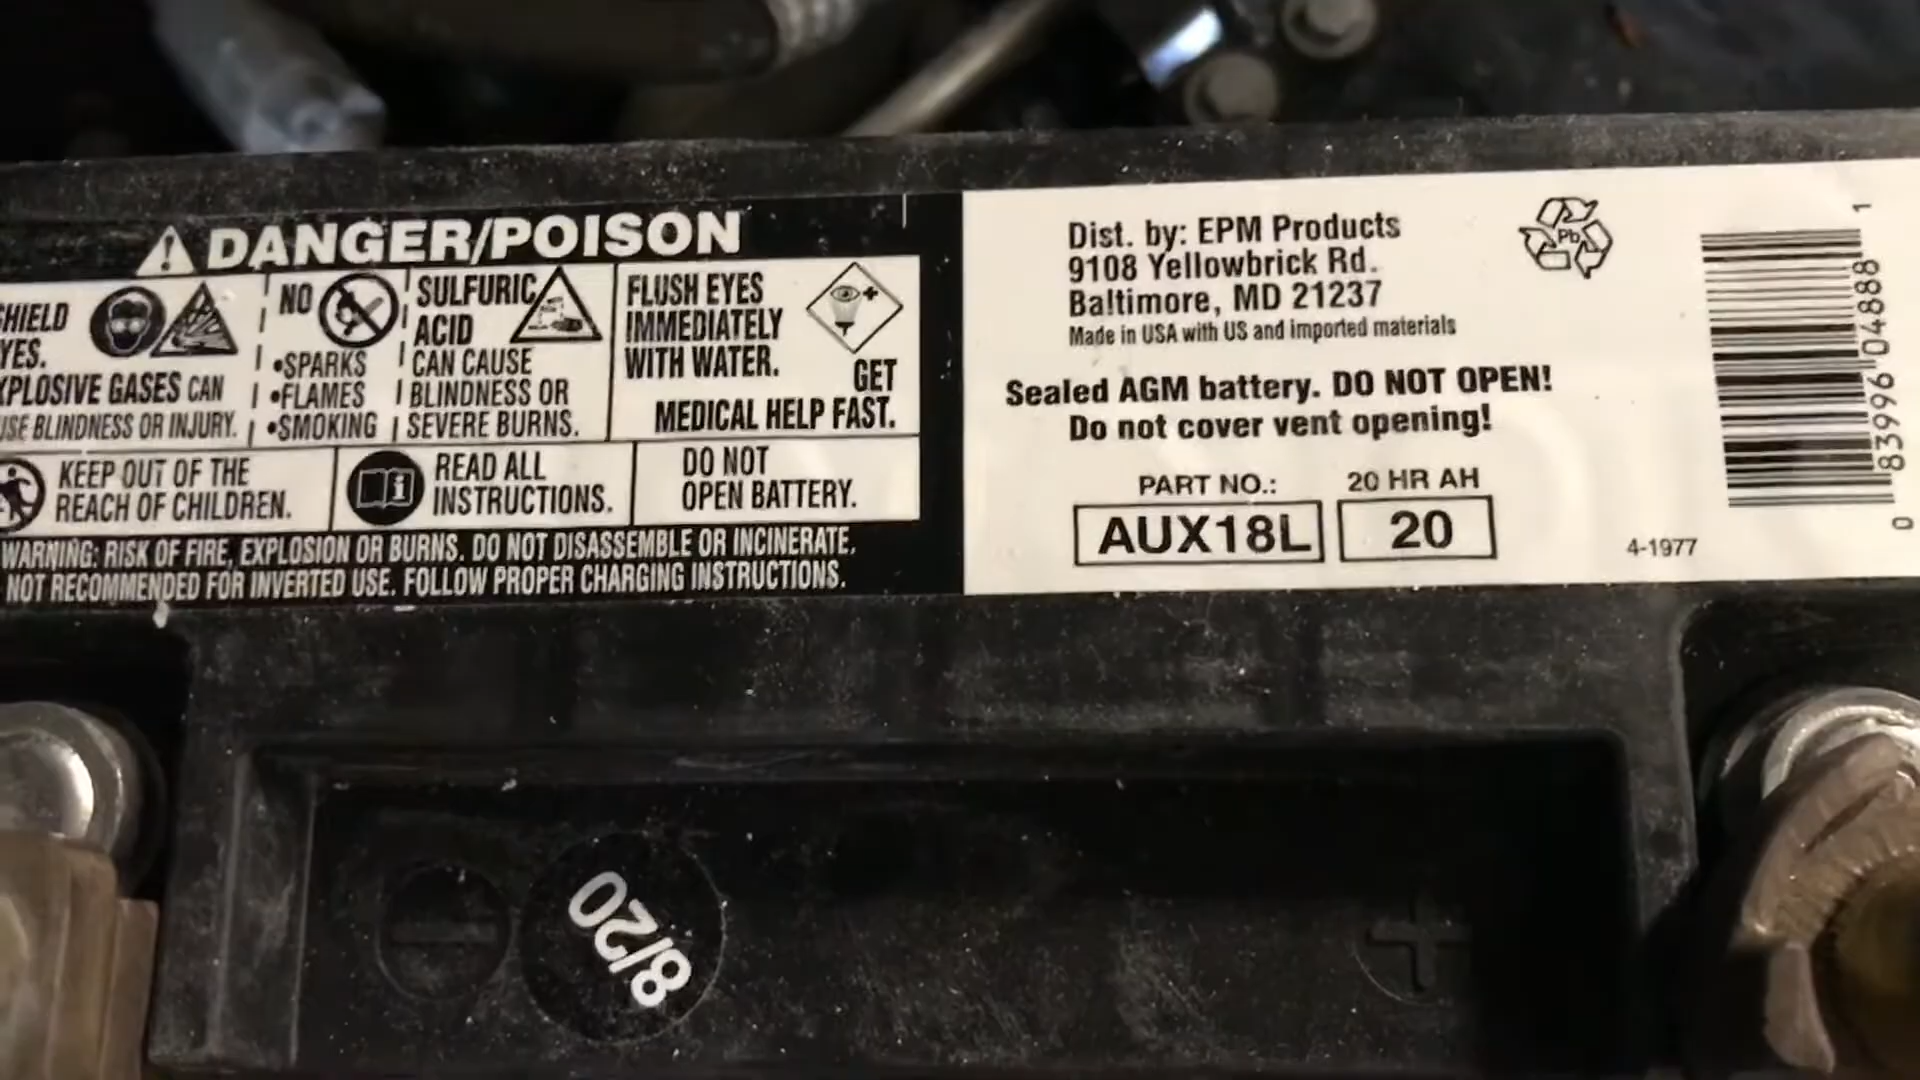 DANGER/POISON
SHIELD
EYES.
EXPLOSIVE GASES CAN
CAUSE BLINDNESS OR INJURY.
NO
•SPARKS
•FLAMES
•SMOKING
SULFURIC
ACID
CAN CAUSE
BLINDNESS OR
SEVERE BURNS.
FLUSH EYES
IMMEDIATELY
WITH WATER.
GET
MEDICAL HELP FAST.
KEEP OUT OF THE
REACH OF CHILDREN.
READ ALL
INSTRUCTIONS.
DO NOT
OPEN BATTERY.
WARNING: RISK OF FIRE, EXPLOSION OR BURNS. DO NOT DISASSEMBLE OR INCINERATE,
NOT RECOMMENDED FOR INVERTED USE. FOLLOW PROPER CHARGING INSTRUCTIONS.
Dist. by: EPM Products
9108 Yellowbrick Rd.
Baltimore, MD 21237
Made in USA with US and imported materials
Pb
Sealed AGM battery. DO NOT OPEN!
Do not cover vent opening!
PART NO.:
AUX18L
20 HR AH
20
4-1977
0 83996 04888 1
8/20